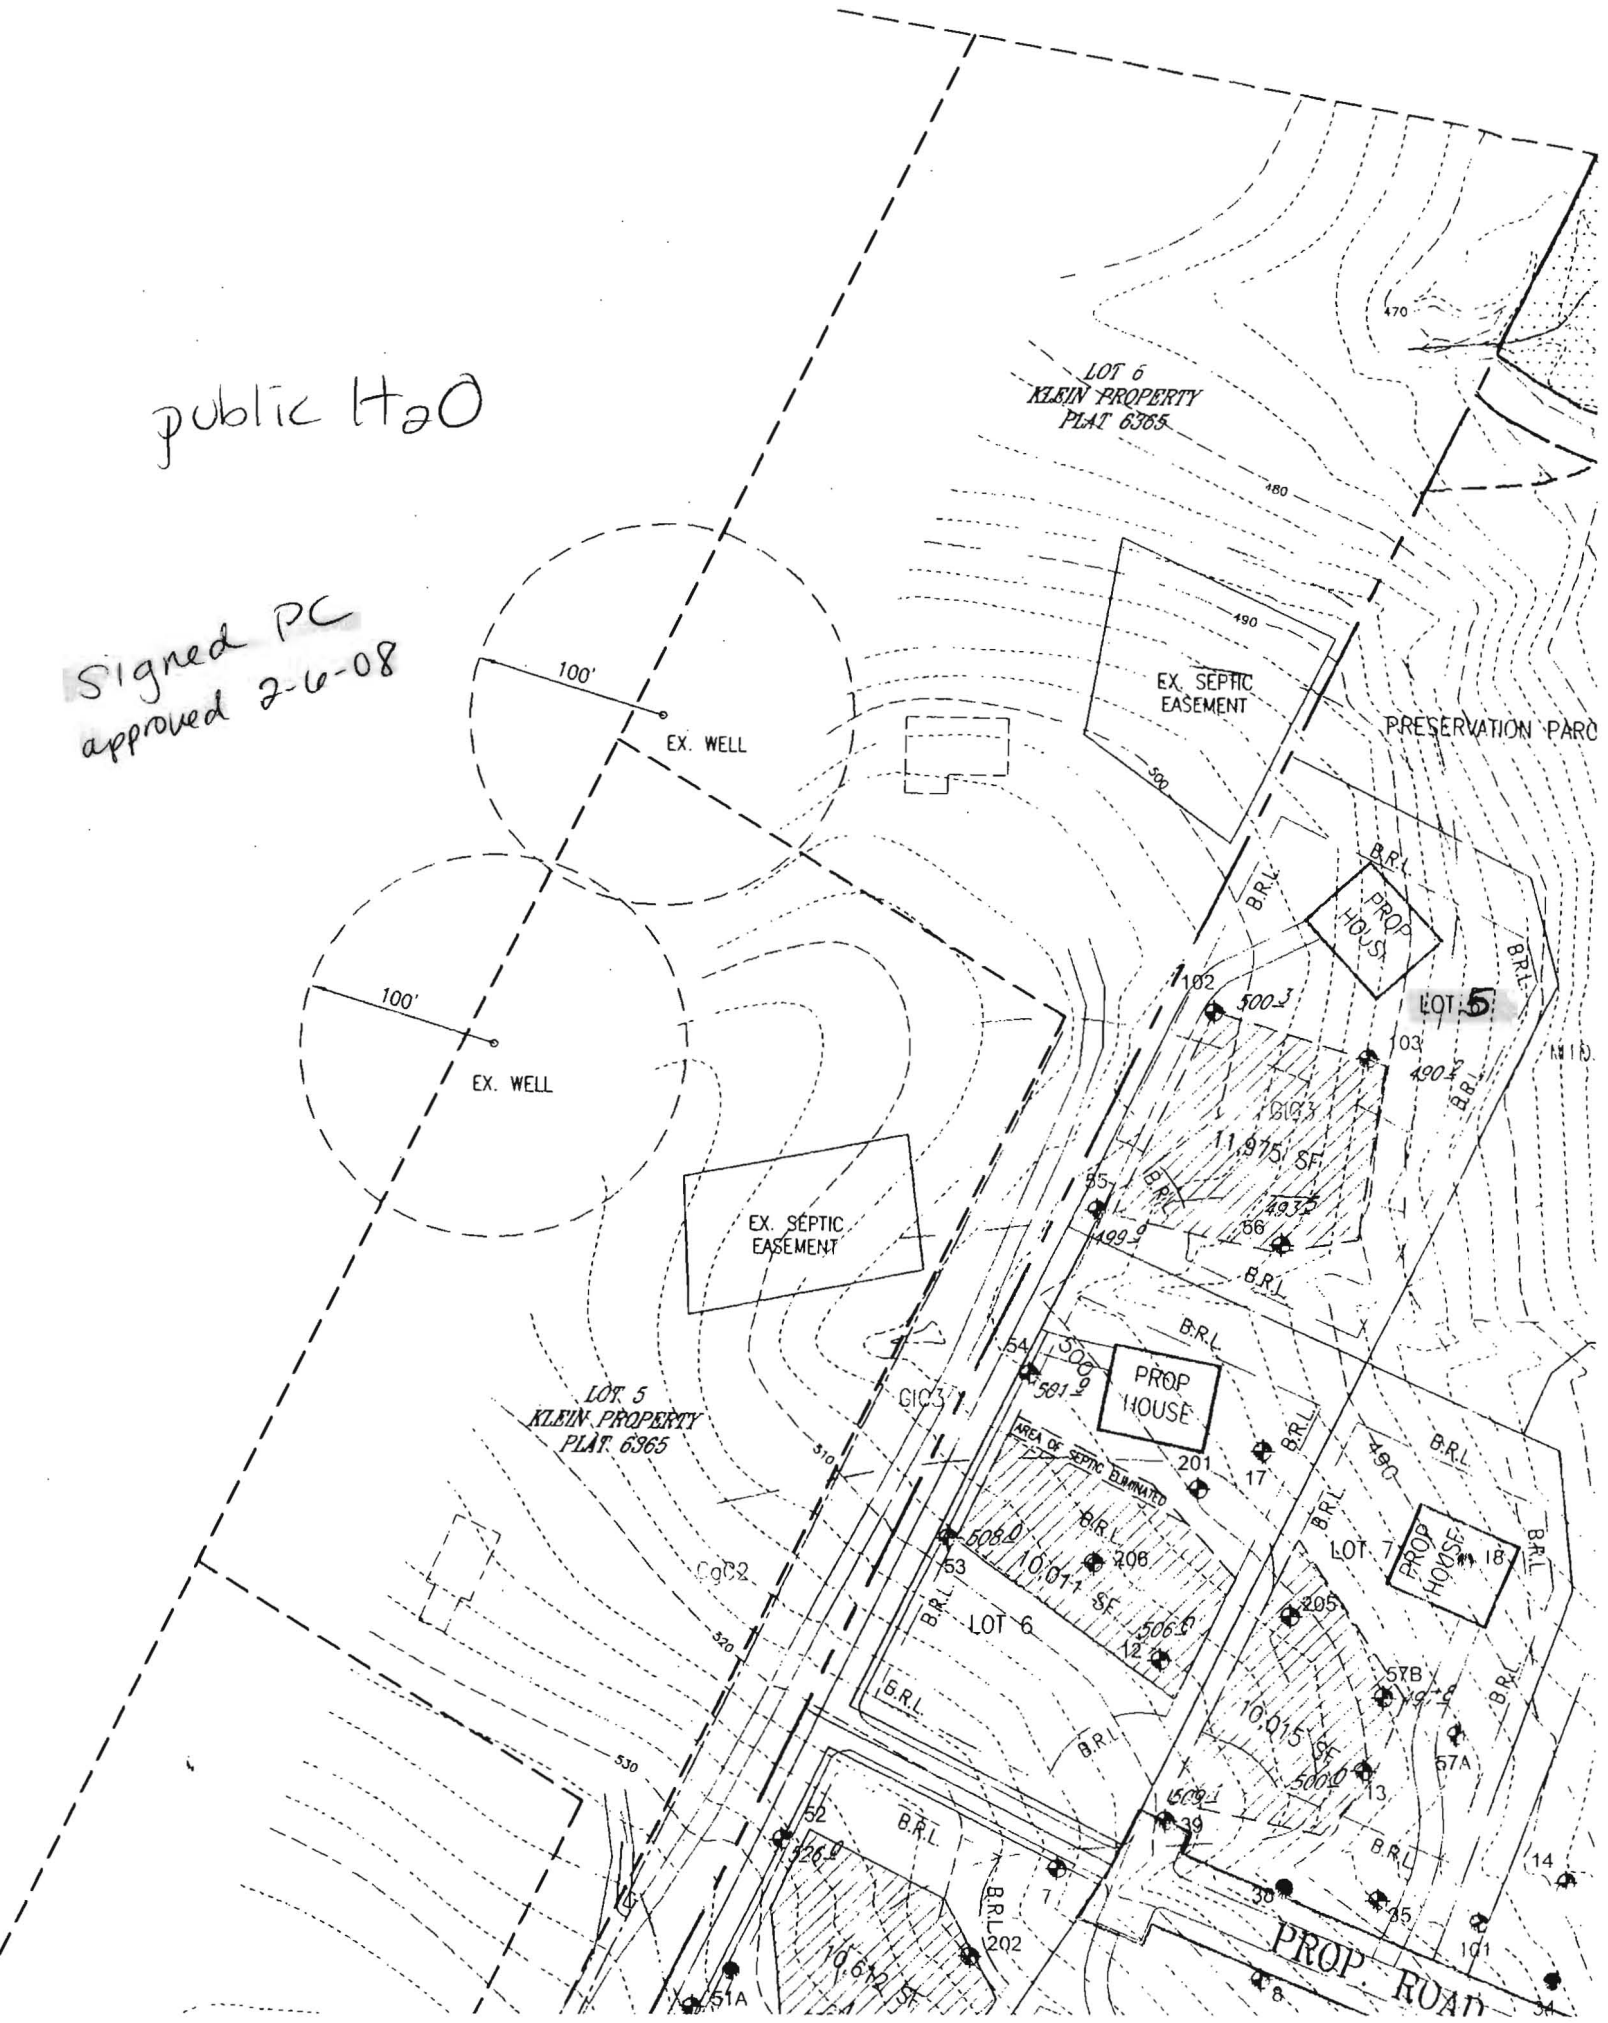 470
LOT 6
KLEIN PROPERTY
PLAT 6365
public H2O
480
Signed PC
approved 2-6-08
490
100'
EX. WELL
EX. SEPTIC
EASEMENT
PRESERVATION PARC
500
B.R.L
B.R.L
PROP
HOUSE
B.R.L
102
500.3
LOT 5
100'
EX. WELL
103
490.5
B.R.L
GlC3
11,975 SF
55
B.R.L
493.5
56
499.9
EX. SEPTIC
EASEMENT
B.R.L
B.R.L
54
500
501.9
PROP
HOUSE
LOT 5
KLEIN PROPERTY
PLAT 6365
GlC3
B.R.L
B.R.L
490
AREA OF SEPTIC ELIMINATED
201
17
510
B.R.L
B.R.L
508.0
53
206
10,011 SF
LOT 7
PROP
HOUSE
18
B.R.L
CgC2
B.R.L
LOT 6
506.0
12
205
520
57B
B.R.L
B.R.L
10,015 SF
B.R.L
57A
530
500.0
13
509.1
39
52
526.0
B.R.L
B.R.L
14
7
B.R.L
38
35
202
101
10,612 SF
PROP. ROAD
51A
8
34